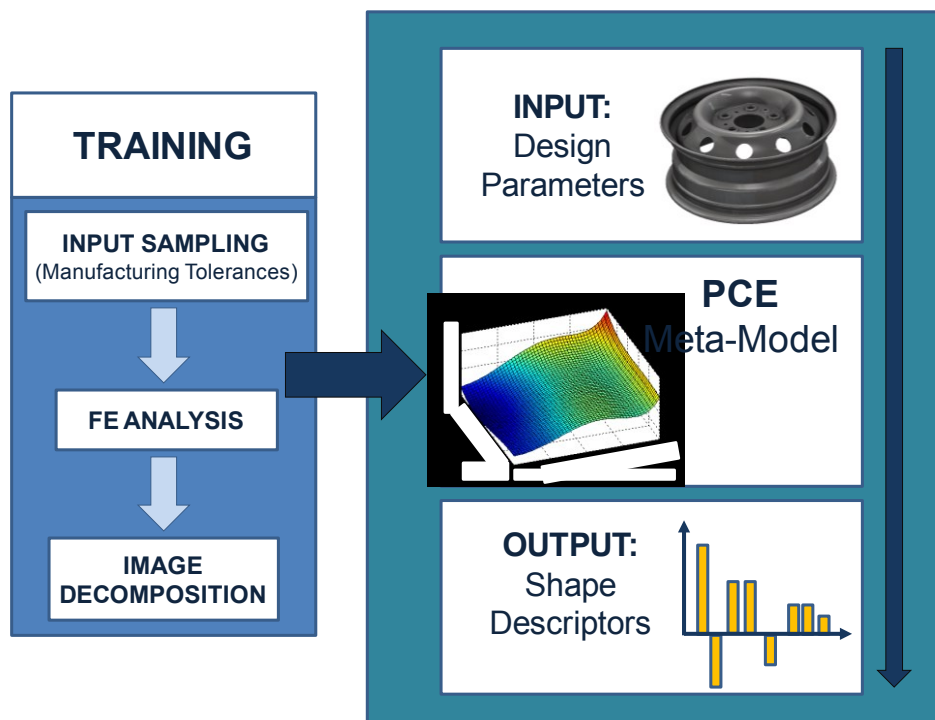 TRAINING
INPUT SAMPLING
(Manufacturing Tolerances)
FE ANALYSIS
IMAGE
DECOMPOSITION
INPUT:
Design
Parameters
PCE
Meta-Model
OUTPUT:
Shape
Descriptors